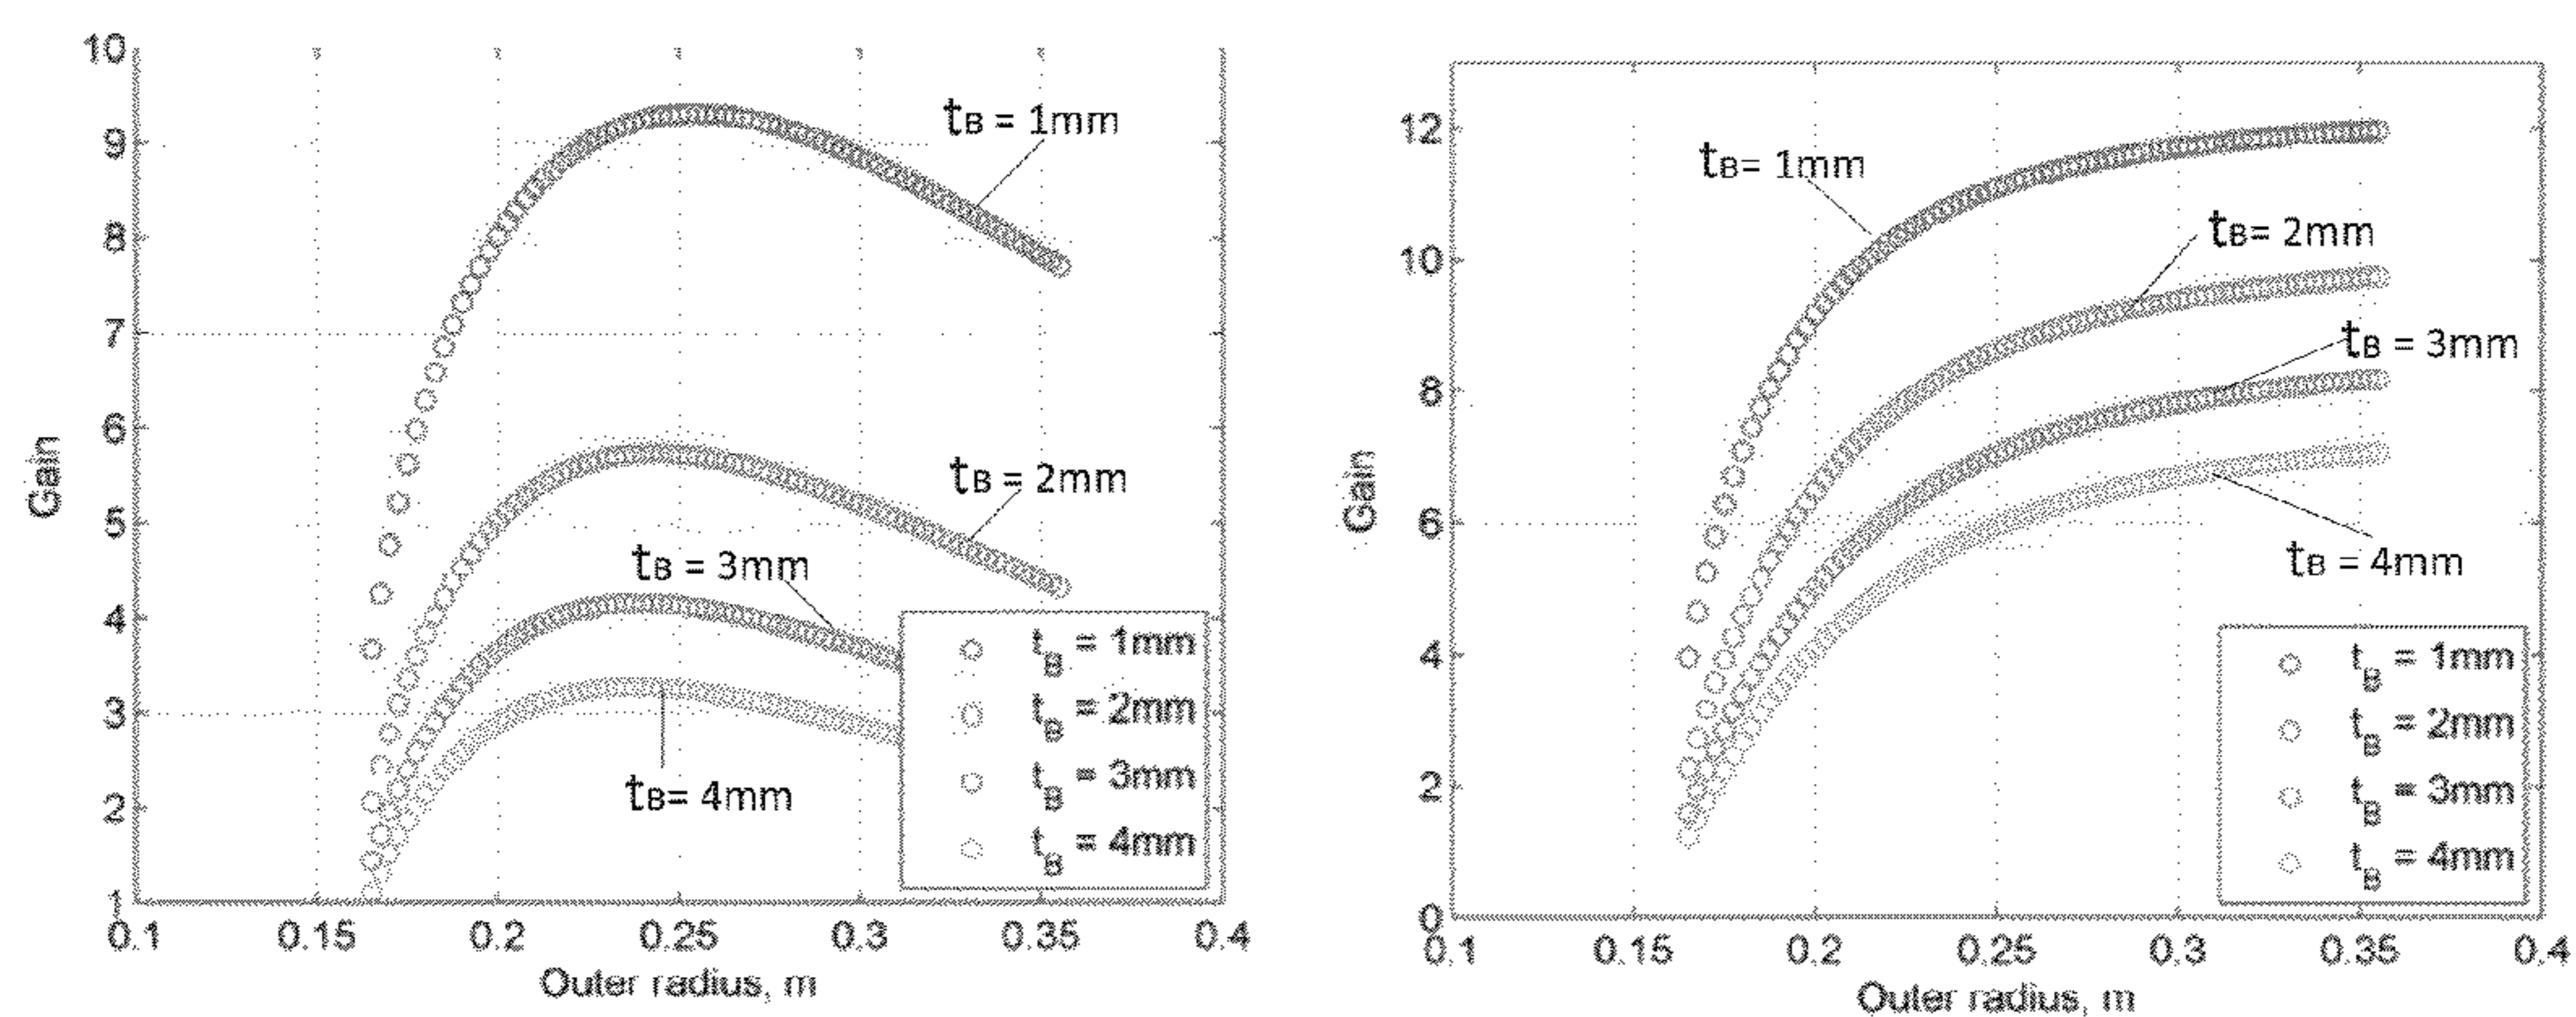 10
9
8
7
6
5
4
3
2
1
Gain
0.1 0.15 0.2 0.25 0.3 0.35 0.4
Outer radius, m
tB = 1mm
tB = 2mm
tB = 3mm
tB= 4mm
tB = 1mm
tB = 2mm
tB = 3mm
tB = 4mm
12
10
8
6
4
2
0
Gain
0.1 0.15 0.2 0.25 0.3 0.35 0.4
Outer radius, m
tB= 1mm
tB= 2mm
tB = 3mm
tB = 4mm
tB = 1mm
tB = 2mm
tB = 3mm
tB = 4mm